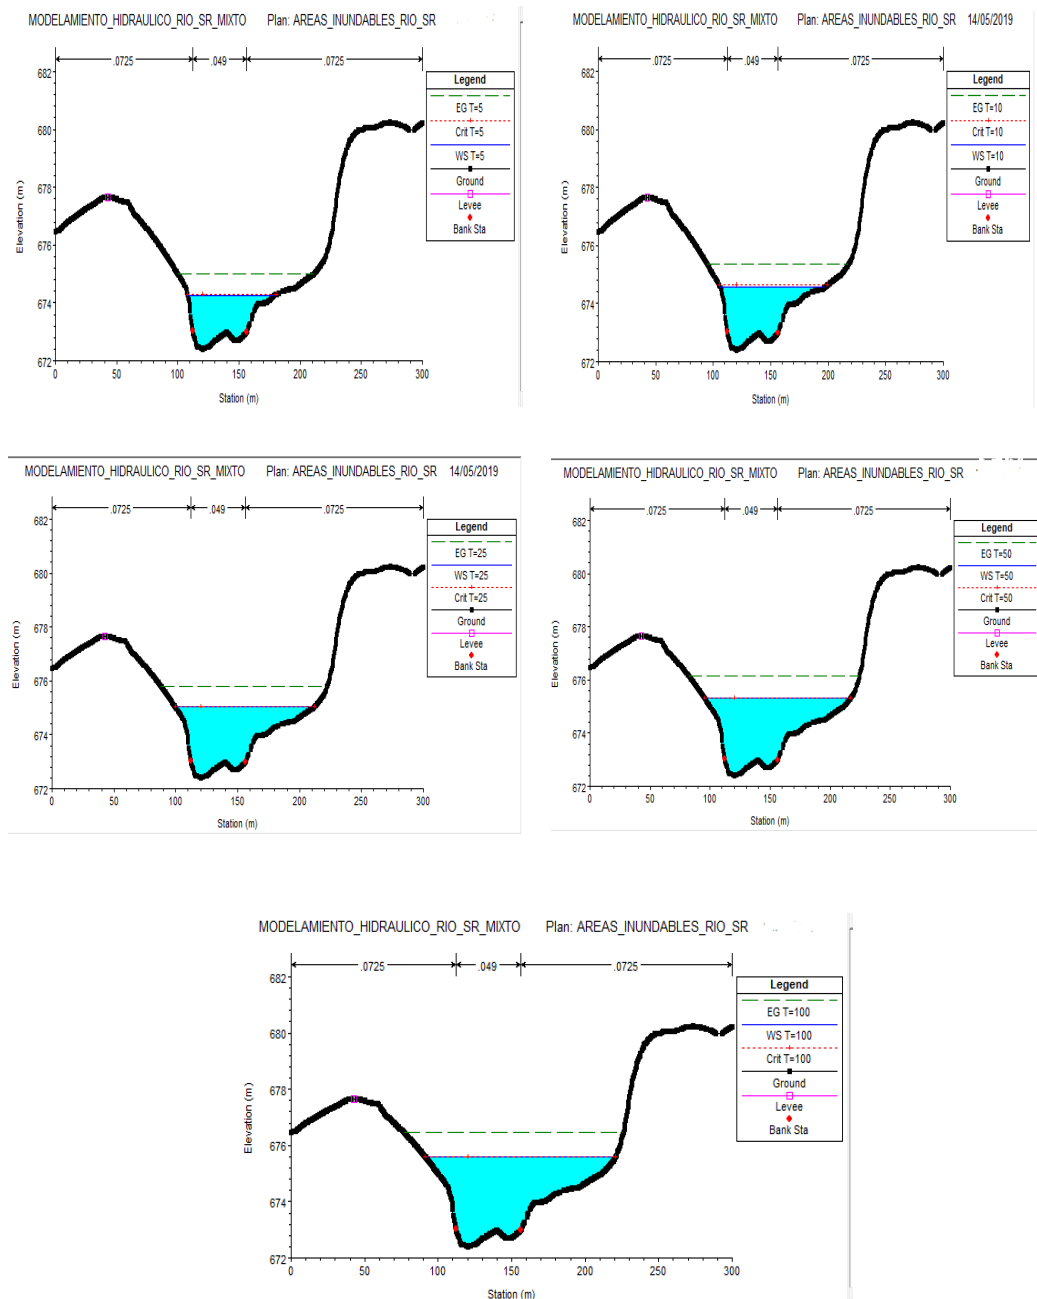 MODELAMIENTO_HIDRAULICO_RIO_SR_MIXTO Plan: AREAS_INUNDABLES_RIO_SR
.0725 .049 .0725
682
680
678
676
674
672
Elevation (m)
0 50 100 150 200 250 300
Station (m)
Legend
EG T=5
Crit T=5
WS T=5
Ground
Levee
Bank Sta
MODELAMIENTO_HIDRAULICO_RIO_SR_MIXTO Plan: AREAS_INUNDABLES_RIO_SR 14/05/2019
.0725 .049 .0725
682
680
678
676
674
672
Elevation (m)
0 50 100 150 200 250 300
Station (m)
Legend
EG T=10
Crit T=10
WS T=10
Ground
Levee
Bank Sta
MODELAMIENTO_HIDRAULICO_RIO_SR_MIXTO Plan: AREAS_INUNDABLES_RIO_SR 14/05/2019
.0725 .049 .0725
682
680
678
676
674
672
Elevation (m)
0 50 100 150 200 250 300
Station (m)
Legend
EG T=25
WS T=25
Crit T=25
Ground
Levee
Bank Sta
MODELAMIENTO_HIDRAULICO_RIO_SR_MIXTO Plan: AREAS_INUNDABLES_RIO_SR
.0725 .049 .0725
682
680
678
676
674
672
Elevation (m)
0 50 100 150 200 250 300
Station (m)
Legend
EG T=50
WS T=50
Crit T=50
Ground
Levee
Bank Sta
MODELAMIENTO_HIDRAULICO_RIO_SR_MIXTO Plan: AREAS_INUNDABLES_RIO_SR
.0725 .049 .0725
682
680
678
676
674
672
Elevation (m)
0 50 100 150 200 250 300
Station (m)
Legend
EG T=100
WS T=100
Crit T=100
Ground
Levee
Bank Sta